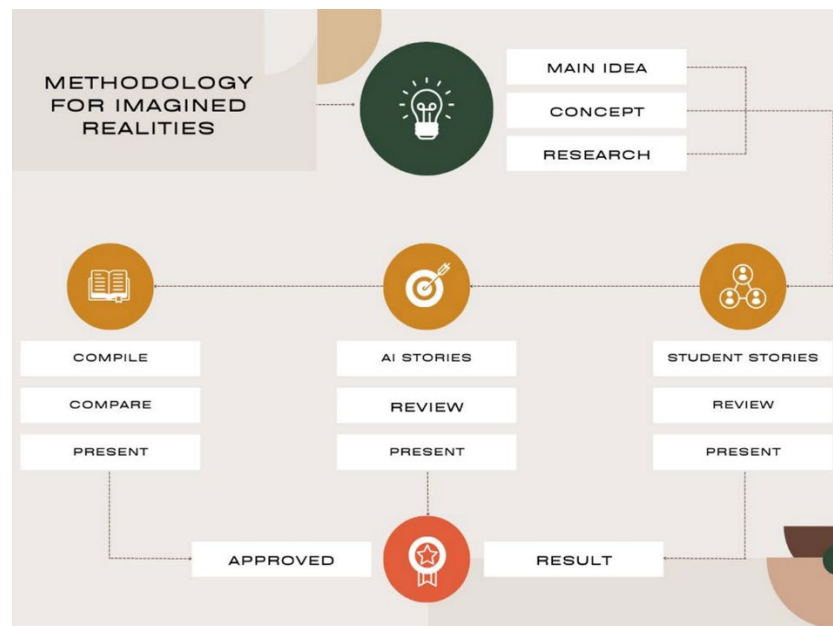 METHODOLOGY
FOR IMAGINED
REALITIES
MAIN IDEA
CONCEPT
RESEARCH
COMPILE
COMPARE
PRESENT
AI STORIES
REVIEW
PRESENT
STUDENT STORIES
REVIEW
PRESENT
APPROVED
RESULT